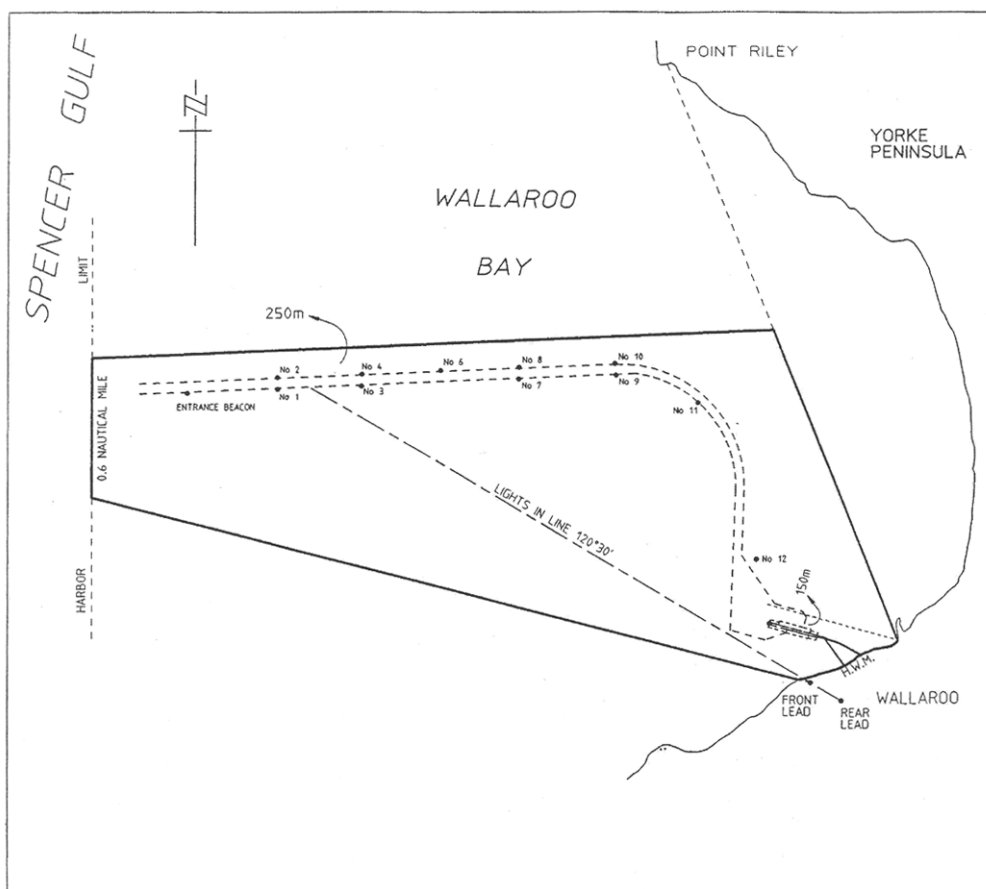 SPENCER GULF
N
POINT RILEY
YORKE
PENINSULA
WALLAROO
BAY
LIMIT
250m
No 2
No 4
No 6
No 8
No 10
ENTRANCE BEACON
No 1
No 3
No 7
No 9
No 11
0.6 NAUTICAL MILE
LIGHTS IN LINE 120°30'
No 12
HARBOR
150m
H.W.M.
FRONT
LEAD
REAR
LEAD
WALLAROO